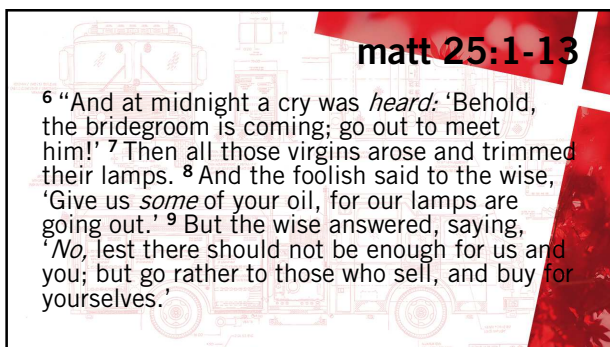 matt 25:1-13
6 “And at midnight a cry was heard: ‘Behold,
the bridegroom is coming; go out to meet
him!’ 7 Then all those virgins arose and trimmed
their lamps. 8 And the foolish said to the wise,
‘Give us some of your oil, for our lamps are
going out.’ 9 But the wise answered, saying,
‘No, lest there should not be enough for us and
you; but go rather to those who sell, and buy for
yourselves.’